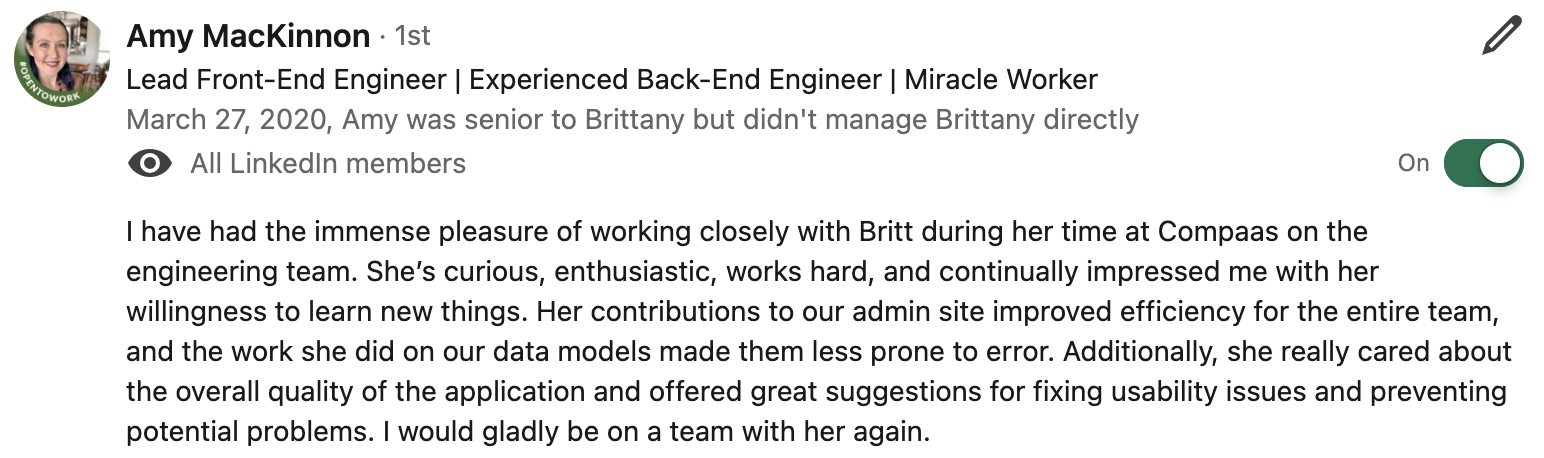 Amy MacKinnon · 1st
Lead Front-End Engineer | Experienced Back-End Engineer | Miracle Worker
March 27, 2020, Amy was senior to Brittany but didn't manage Brittany directly
All LinkedIn members
On
I have had the immense pleasure of working closely with Britt during her time at Compaas on the
engineering team. She’s curious, enthusiastic, works hard, and continually impressed me with her
willingness to learn new things. Her contributions to our admin site improved efficiency for the entire team,
and the work she did on our data models made them less prone to error. Additionally, she really cared about
the overall quality of the application and offered great suggestions for fixing usability issues and preventing
potential problems. I would gladly be on a team with her again.
#OPENTOWORK